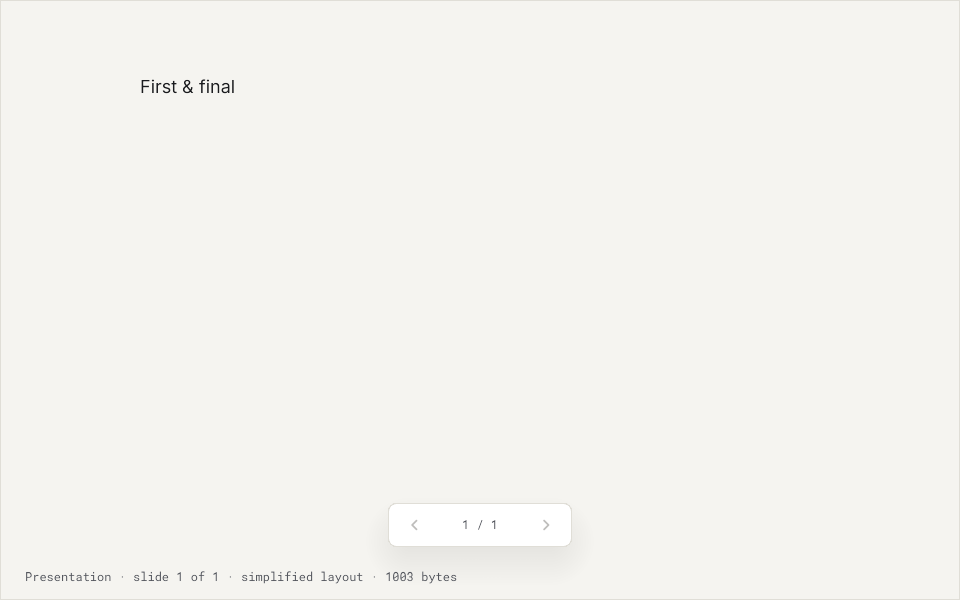 First & final
1 / 1
Presentation · slide 1 of 1 · simplified layout · 1003 bytes